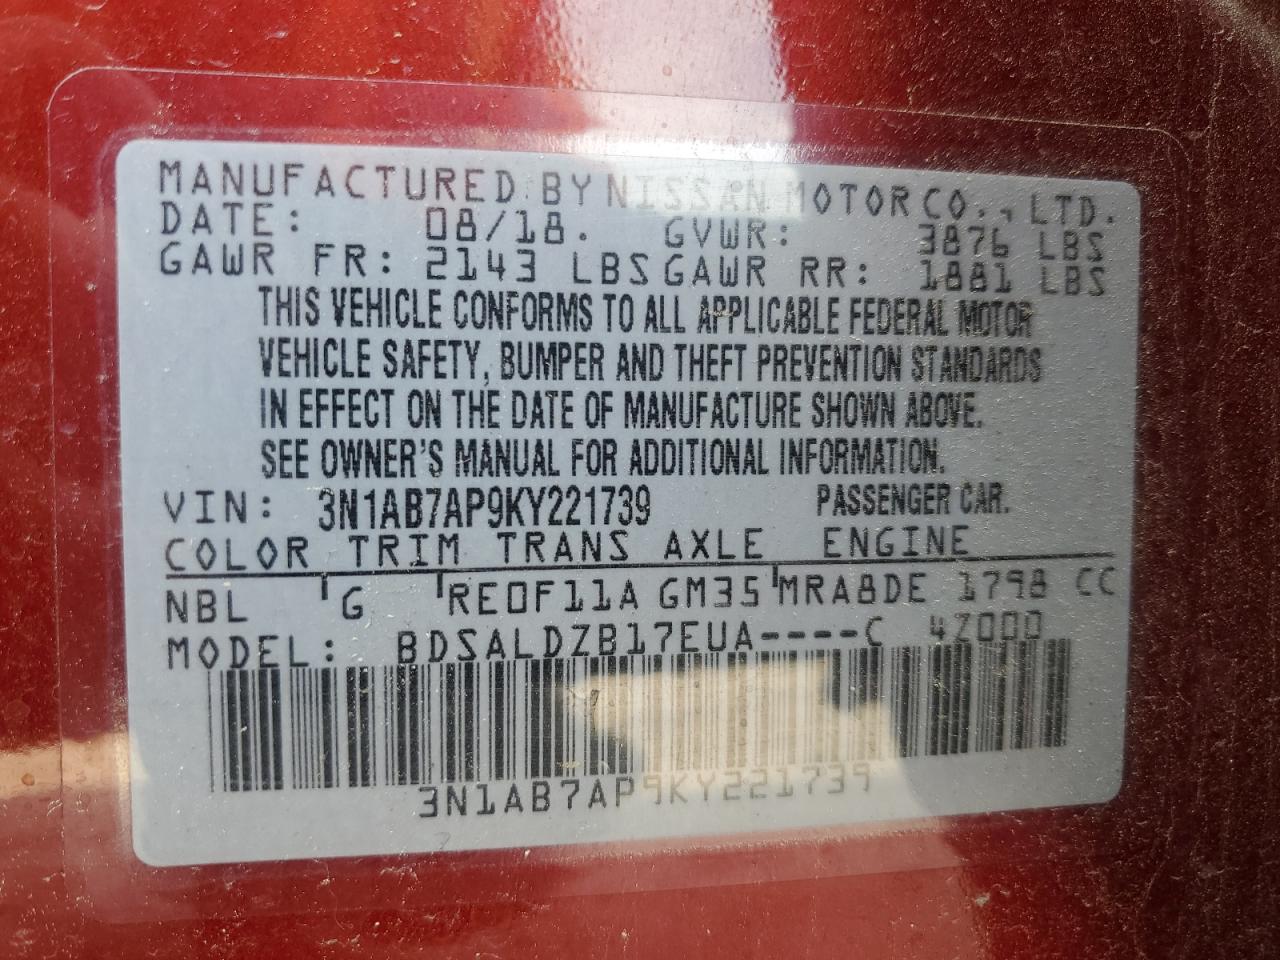 MANUFACTURED BY NISSAN MOTOR CO., LTD.
DATE: 08/18. GVWR: 3876 LBS
GAWR FR: 2143 LBS GAWR RR: 1881 LBS
THIS VEHICLE CONFORMS TO ALL APPLICABLE FEDERAL MOTOR
VEHICLE SAFETY, BUMPER AND THEFT PREVENTION STANDARDS
IN EFFECT ON THE DATE OF MANUFACTURE SHOWN ABOVE.
SEE OWNER'S MANUAL FOR ADDITIONAL INFORMATION.
VIN: 3N1AB7AP9KY221739 PASSENGER CAR.
COLOR TRIM TRANS AXLE ENGINE
NBL G RE0F11A GM35 MRA8DE 1798 CC
MODEL: BDSALDZB17EUA----C 4Z000
3N1AB7AP9KY221739